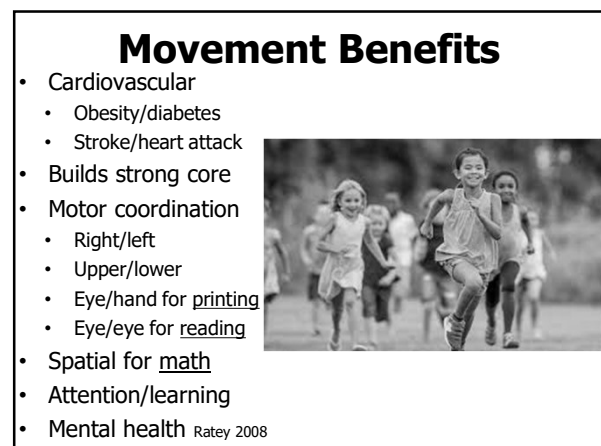 Movement Benefits
• Cardiovascular
• Obesity/diabetes
• Stroke/heart attack
• Builds strong core
• Motor coordination
• Right/left
• Upper/lower
• Eye/hand for printing
• Eye/eye for reading
• Spatial for math
• Attention/learning
• Mental health Ratey 2008